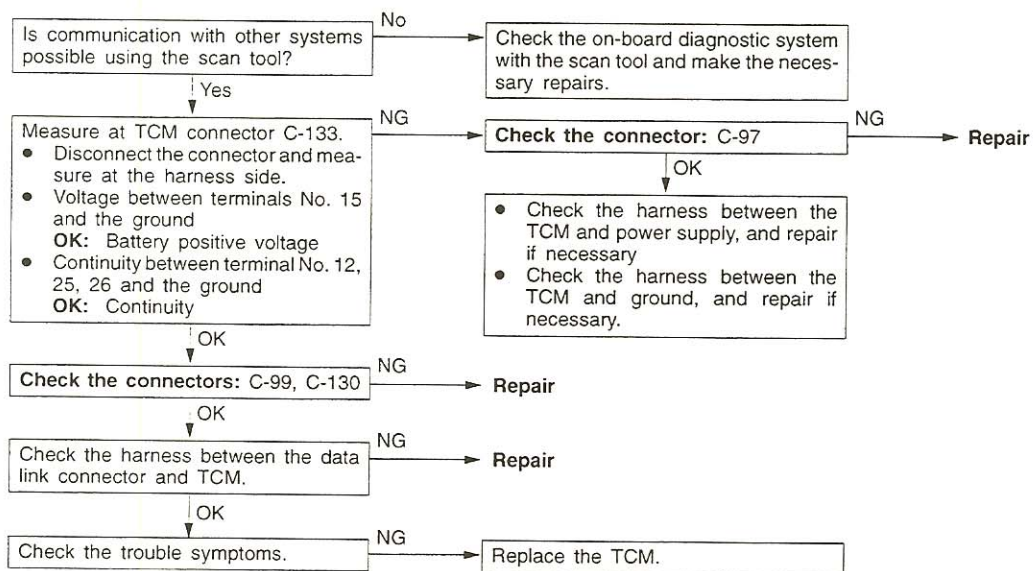 Is communication with other systems
possible using the scan tool?
No
Check the on-board diagnostic system
with the scan tool and make the neces-
sary repairs.
Yes
Measure at TCM connector C-133.
● Disconnect the connector and mea-
sure at the harness side.
● Voltage between terminals No. 15
and the ground
OK: Battery positive voltage
● Continuity between terminal No. 12,
25, 26 and the ground
OK: Continuity
NG
Check the connector: C-97
NG
Repair
OK
● Check the harness between the
TCM and power supply, and repair
if necessary
● Check the harness between the
TCM and ground, and repair if
necessary.
OK
Check the connectors: C-99, C-130
NG
Repair
OK
Check the harness between the data
link connector and TCM.
NG
Repair
OK
Check the trouble symptoms.
NG
Replace the TCM.